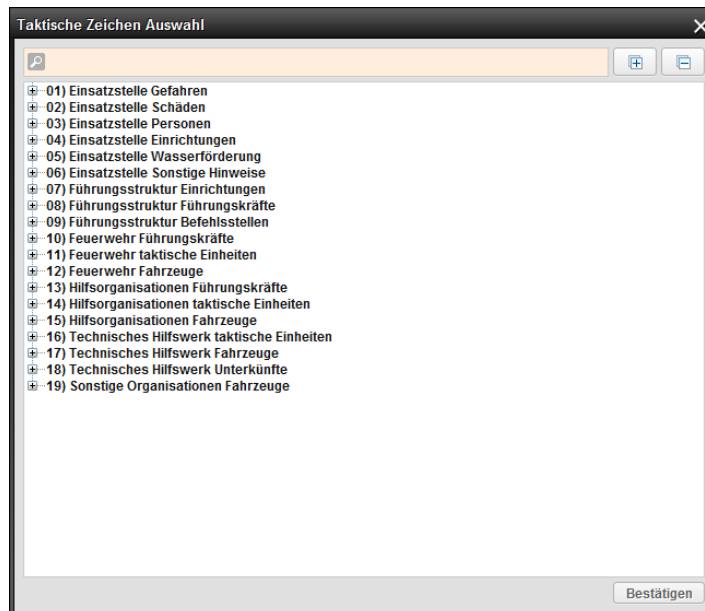 Taktische Zeichen Auswahl
01) Einsatzstelle Gefahren
02) Einsatzstelle Schäden
03) Einsatzstelle Personen
04) Einsatzstelle Einrichtungen
05) Einsatzstelle Wasserförderung
06) Einsatzstelle Sonstige Hinweise
07) Führungsstruktur Einrichtungen
08) Führungsstruktur Führungskräfte
09) Führungsstruktur Befehlsstellen
10) Feuerwehr Führungskräfte
11) Feuerwehr taktische Einheiten
12) Feuerwehr Fahrzeuge
13) Hilfsorganisationen Führungskräfte
14) Hilfsorganisationen taktische Einheiten
15) Hilfsorganisationen Fahrzeuge
16) Technisches Hilfswerk taktische Einheiten
17) Technisches Hilfswerk Fahrzeuge
18) Technisches Hilfswerk Unterkünfte
19) Sonstige Organisationen Fahrzeuge
Bestätigen